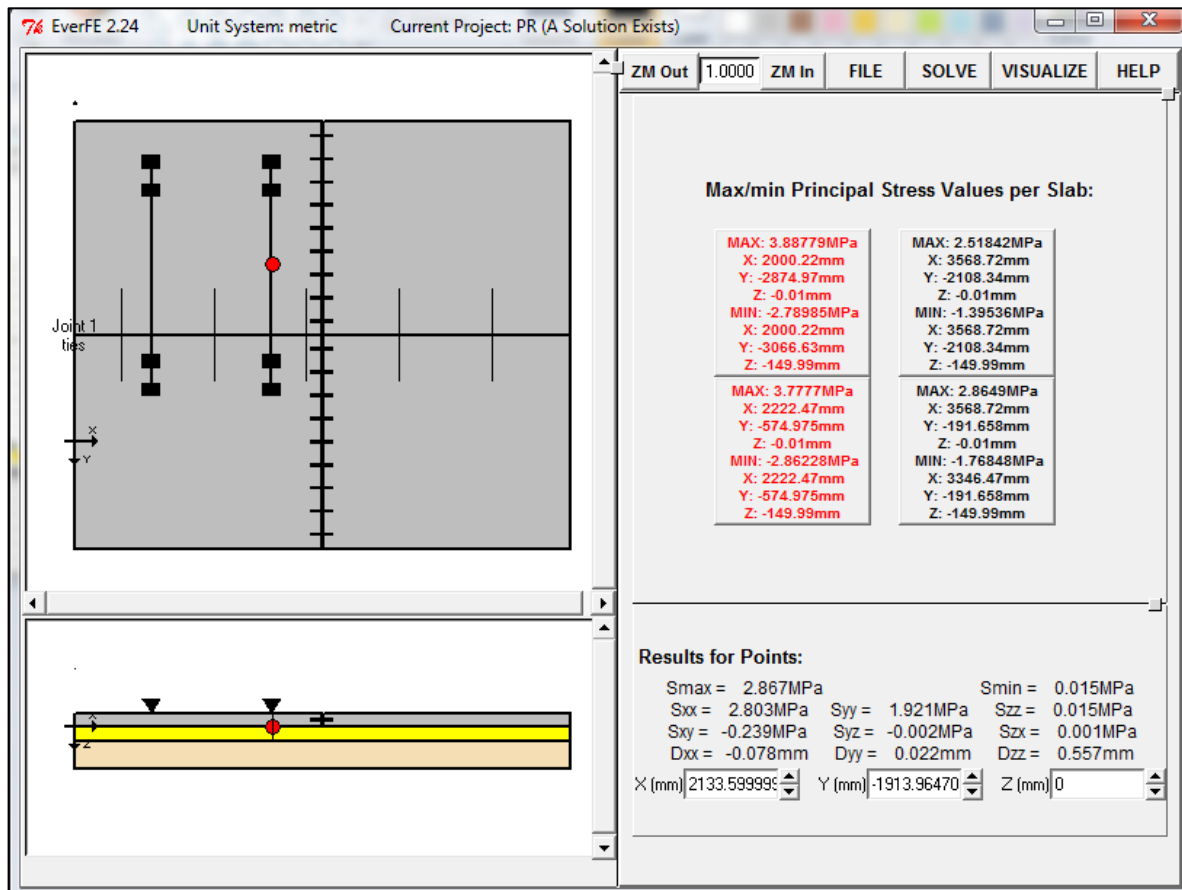 EverFE 2.24 Unit System: metric Current Project: PR (A Solution Exists)
ZM Out 1.0000 ZM In FILE SOLVE VISUALIZE HELP
Joint 1
ties
X
Y
X
Z
Max/min Principal Stress Values per Slab:
MAX: 3.88779MPa
X: 2000.22mm
Y: -2874.97mm
Z: -0.01mm
MIN: -2.78985MPa
X: 2000.22mm
Y: -3066.63mm
Z: -149.99mm
MAX: 2.51842MPa
X: 3568.72mm
Y: -2108.34mm
Z: -0.01mm
MIN: -1.39536MPa
X: 3568.72mm
Y: -2108.34mm
Z: -149.99mm
MAX: 3.7777MPa
X: 2222.47mm
Y: -574.975mm
Z: -0.01mm
MIN: -2.86228MPa
X: 2222.47mm
Y: -574.975mm
Z: -149.99mm
MAX: 2.8649MPa
X: 3568.72mm
Y: -191.658mm
Z: -0.01mm
MIN: -1.76848MPa
X: 3346.47mm
Y: -191.658mm
Z: -149.99mm
Results for Points:
Smax = 2.867MPa Smin = 0.015MPa
Sxx = 2.803MPa Syy = 1.921MPa Szz = 0.015MPa
Sxy = -0.239MPa Syz = -0.002MPa Szx = 0.001MPa
Dxx = -0.078mm Dyy = 0.022mm Dzz = 0.557mm
X (mm) 2133.599999 Y (mm) -1913.96470 Z (mm) 0